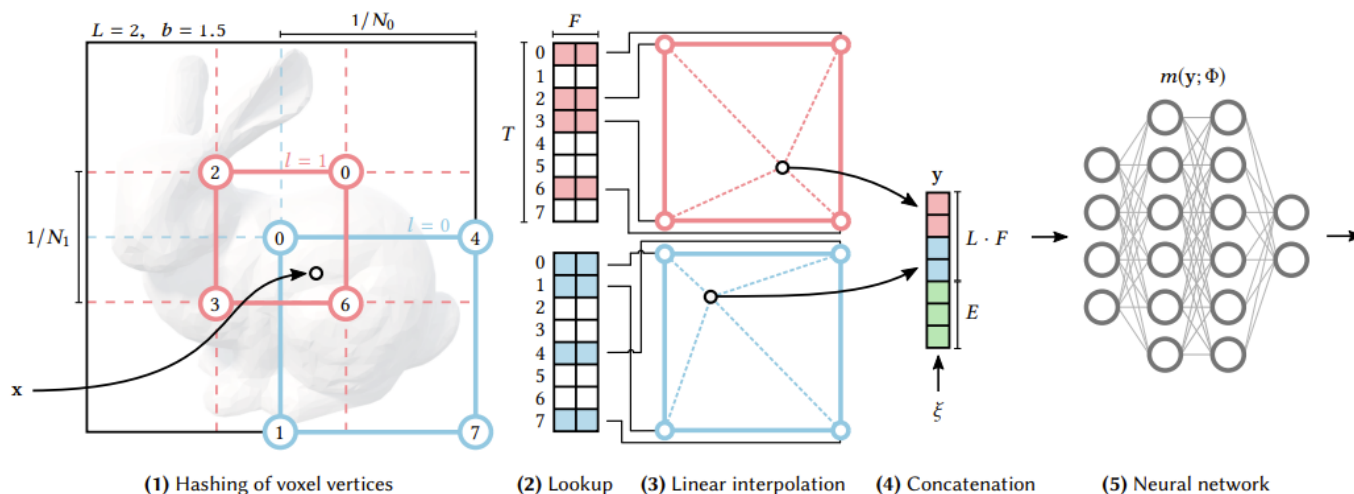 L = 2, b = 1.5
1/N₀
l = 1
2
0
1/N₁
l = 0
0
4
3
6
x
1
7
F
T
0
1
2
3
4
5
6
7
0
1
2
3
4
5
6
7
y
L · F
E
ξ
m(y; Φ)
(1) Hashing of voxel vertices
(2) Lookup
(3) Linear interpolation
(4) Concatenation
(5) Neural network